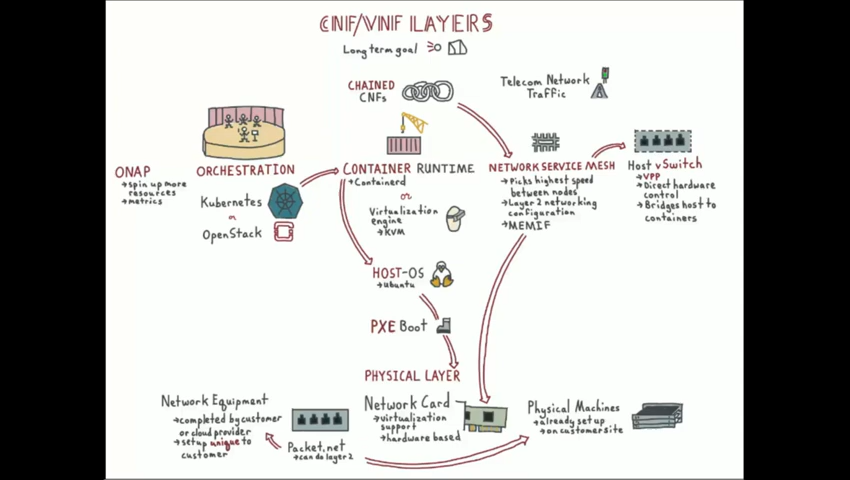 CNF/VNF LAYERS
Long term goal
CHAINED
CNFs
Telecom Network
Traffic
ONAP
→spin up more
resources
→metrics
ORCHESTRATION
Kubernetes
or
OpenStack
CONTAINER RUNTIME
→Containerd
or
Virtualization
engine
→KVM
NETWORK SERVICE MESH
→Picks highest speed
between nodes
→Layer 2 networking
configuration
→MEMIF
Host vSwitch
→VPP
→Direct hardware
control
→Bridges host to
containers
HOST-OS
→Ubuntu
PXE Boot
PHYSICAL LAYER
Network Equipment
→completed by customer
or cloud provider
→setup unique to
customer
Packet.net
→can do layer 2
Network Card
→virtualization
support
→hardware based
Physical Machines
→already set up
→on customer site